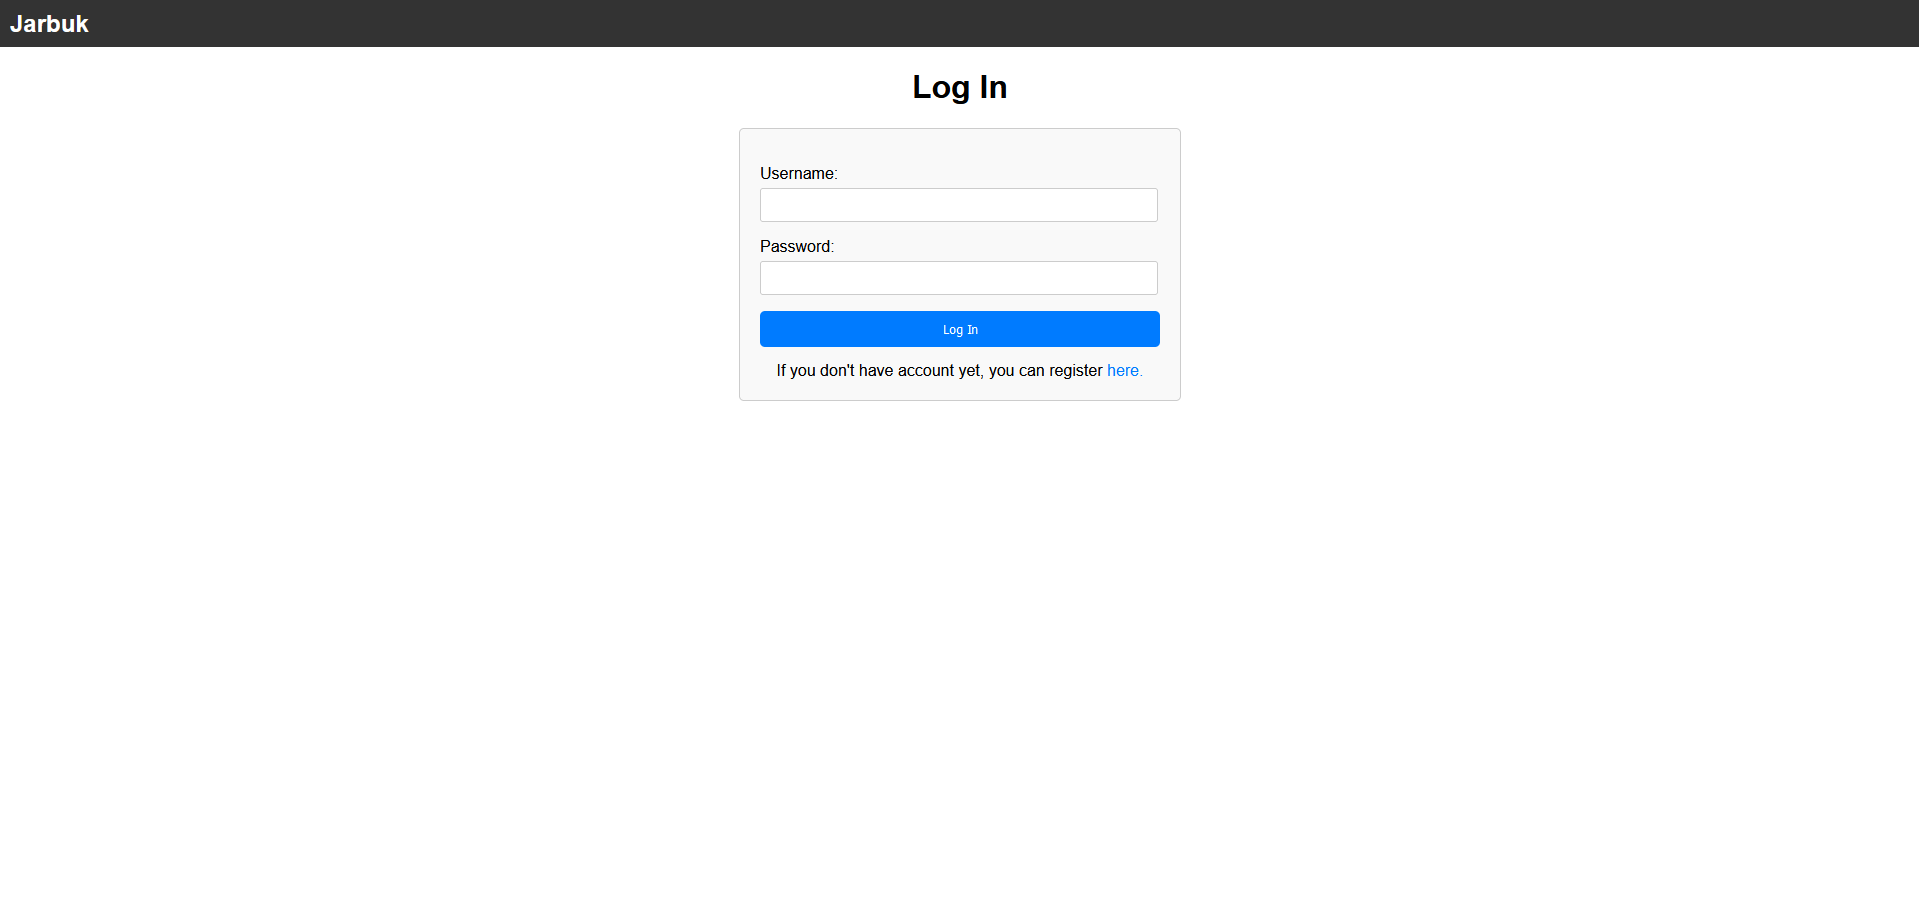 Jarbuk
Log In
Username:
Password:
Log In
If you don't have account yet, you can register here.